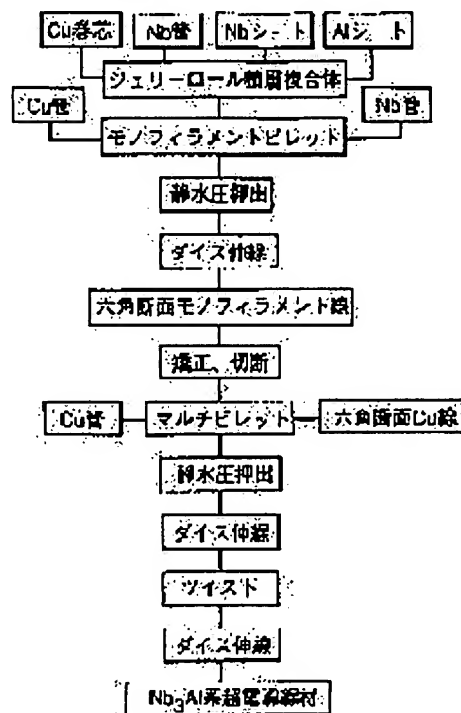 Cu巻芯
Nb管
Nbシート
Alシート
ジェリーロール積層複合体
Cu管
Nb管
モノフィラメントビレット
静水圧押出
ダイス伸線
六角断面モノフィラメント線
矯正、切断
Cu管
マルチビレット
六角断面Cu線
静水圧押出
ダイス伸線
ツイスト
ダイス伸線
Nb₃Al系超電導線材